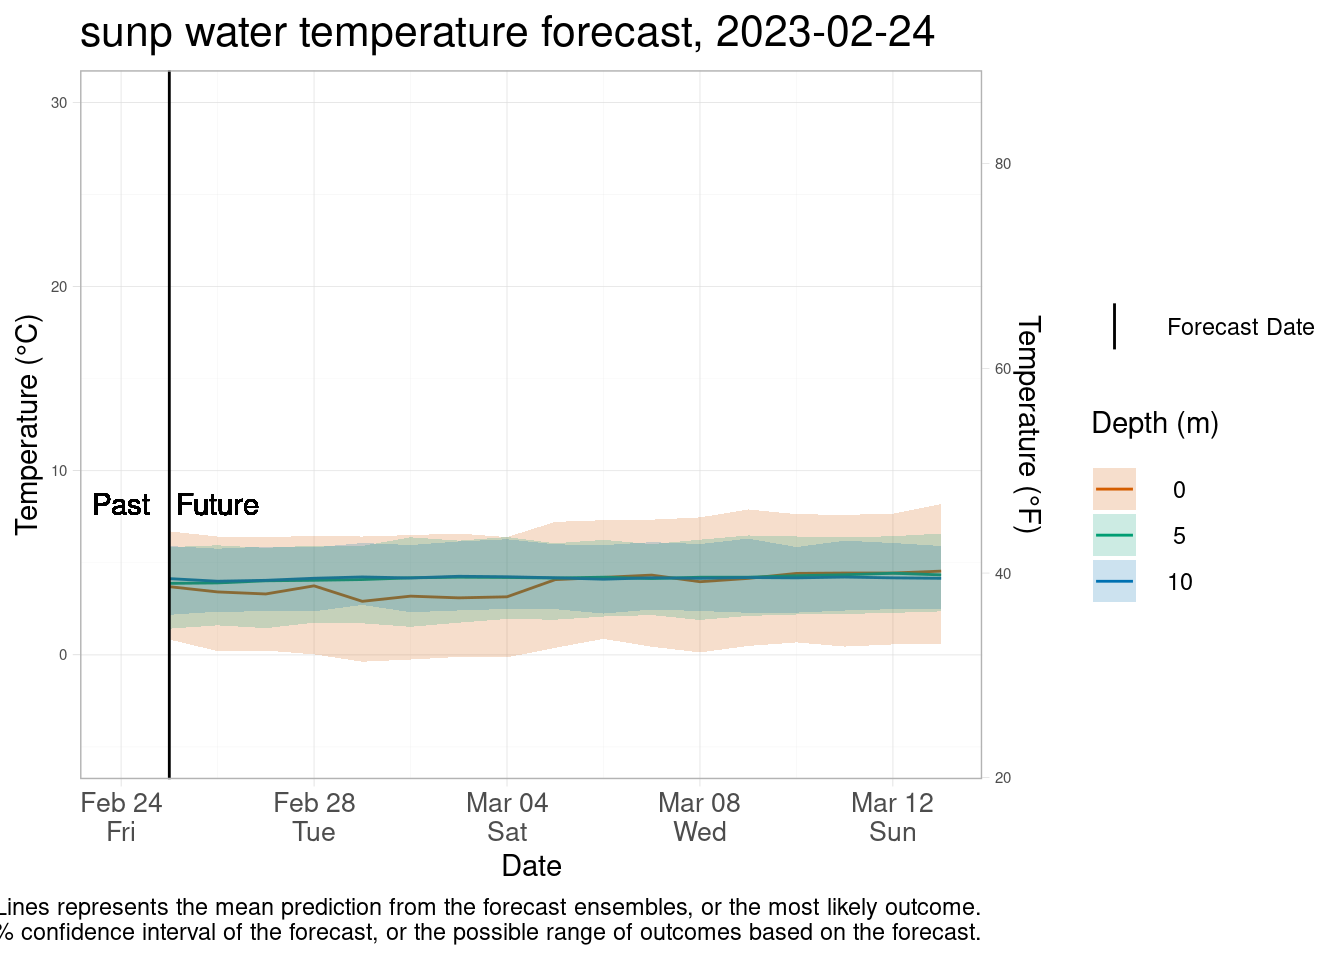 sunp water temperature forecast, 2023-02-24
30
20
10
0
Temperature (°C)
80
60
40
20
Temperature (°F)
Past
Future
Feb 24
Fri
Feb 28
Tue
Mar 04
Sat
Mar 08
Wed
Mar 12
Sun
Date
Forecast Date
Depth (m)
0
5
10
Lines represents the mean prediction from the forecast ensembles, or the most likely outcome.
% confidence interval of the forecast, or the possible range of outcomes based on the forecast.